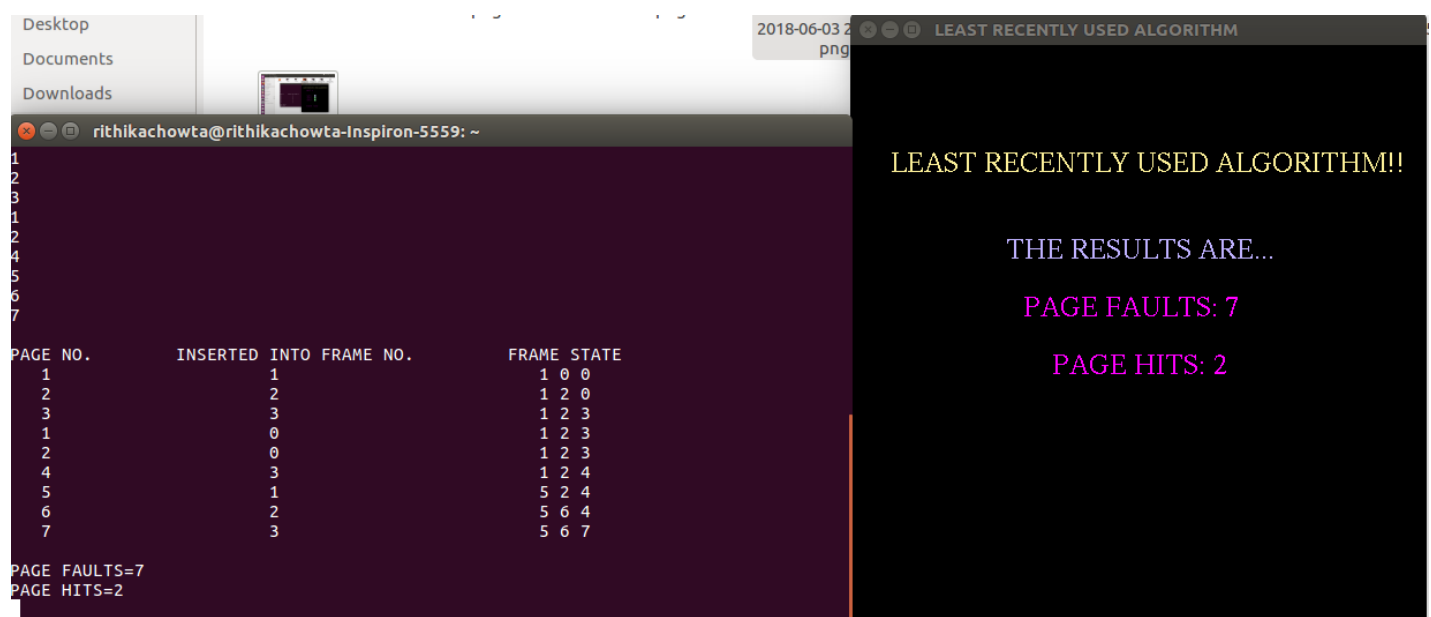 Desktop
Documents
Downloads
2018-06-03 2
png
LEAST RECENTLY USED ALGORITHM
rithikachowta@rithikachowta-Inspiron-5559: ~
1
2
3
1
2
4
5
6
7
PAGE NO. INSERTED INTO FRAME NO. FRAME STATE
1 1 1 0 0
2 2 1 2 0
3 3 1 2 3
1 0 1 2 3
2 0 1 2 3
4 3 1 2 4
5 1 5 2 4
6 2 5 6 4
7 3 5 6 7
PAGE FAULTS=7
PAGE HITS=2
LEAST RECENTLY USED ALGORITHM!!
THE RESULTS ARE...
PAGE FAULTS: 7
PAGE HITS: 2